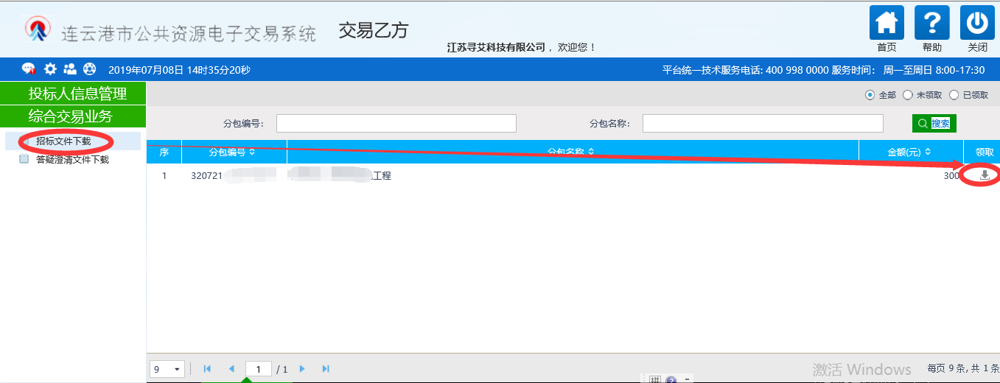 连云港市公共资源电子交易系统 交易乙方
江苏寻艾科技有限公司，欢迎您！
首页 帮助 关闭
2019年07月08日 14时35分20秒 平台统一技术服务电话: 400 998 0000 服务时间： 周一至周日 8:00-17:30
投标人信息管理
综合交易业务
招标文件下载
答疑澄清文件下载
全部 未领取 已领取
分包编号： 分包名称： 搜索
序 分包编号 分包名称 金额(元) 领取
1 320721 工程 300
9 1 / 1 每页 9 条, 共 1 条
激活 Windows
拼